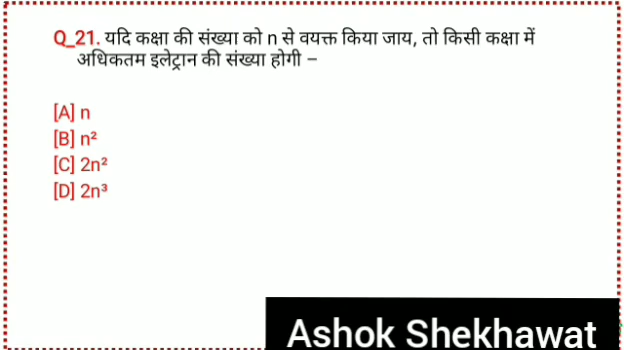 Q_21. यदि कक्षा की संख्या को n से वयक्त किया जाय, तो किसी कक्षा में
अधिकतम इलेट्रान की संख्या होगी –
[A] n
[B] n²
[C] 2n²
[D] 2n³
Ashok Shekhawat